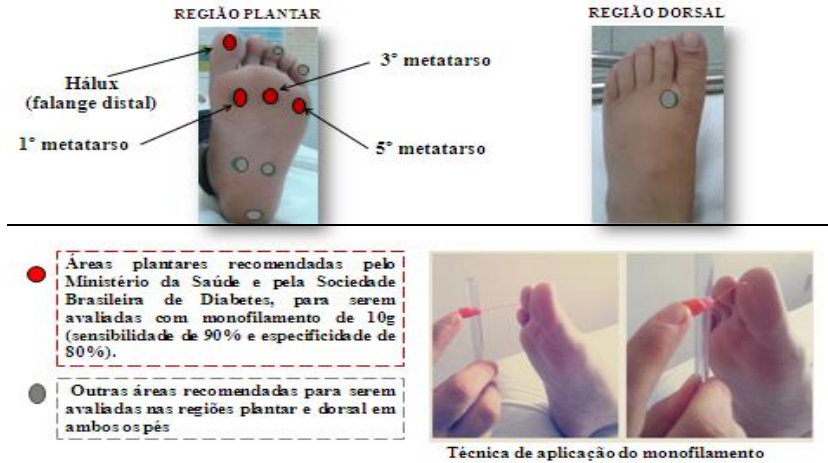 REGIÃO PLANTAR
REGIÃO DORSAL
Hálux
(falange distal)
3° metatarso
1° metatarso
5° metatarso
Áreas plantares recomendadas pelo
Ministério da Saúde e pela Sociedade
Brasileira de Diabetes, para serem
avaliadas com monofilamento de 10g
(sensibilidade de 90% e especificidade de
80%).
Outras áreas recomendadas para serem
avaliadas nas regiões plantar e dorsal em
ambos os pés
Técnica de aplicação do monofilamento